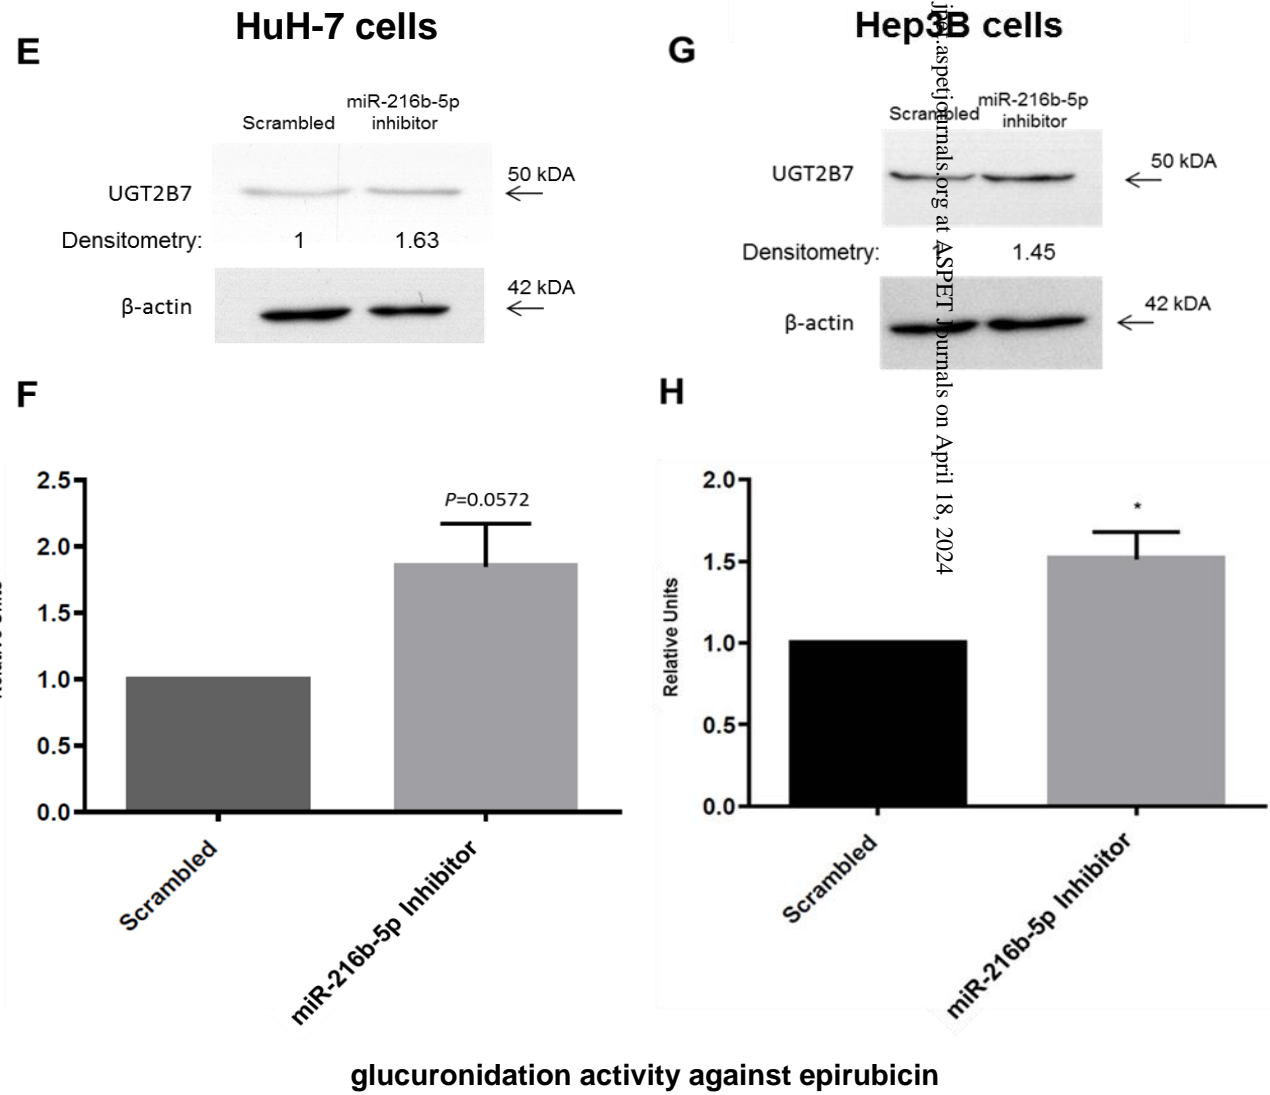 HuH-7 cells
E
Scrambled
miR-216b-5p
inhibitor
UGT2B7
50 kDA
Densitometry:
1
1.63
β-actin
42 kDA
F
2.5
2.0
1.5
1.0
0.5
0.0
P=0.0572
Scrambled
miR-216b-5p Inhibitor
Hep3B cells
G
Scrambled
miR-216b-5p
inhibitor
UGT2B7
50 kDA
Densitometry:
1.45
β-actin
42 kDA
jpet.aspetjournals.org at ASPET Journals on April 18, 2024
H
Relative Units
2.0
1.5
1.0
0.5
0.0
*
Scrambled
miR-216b-5p Inhibitor
glucuronidation activity against epirubicin